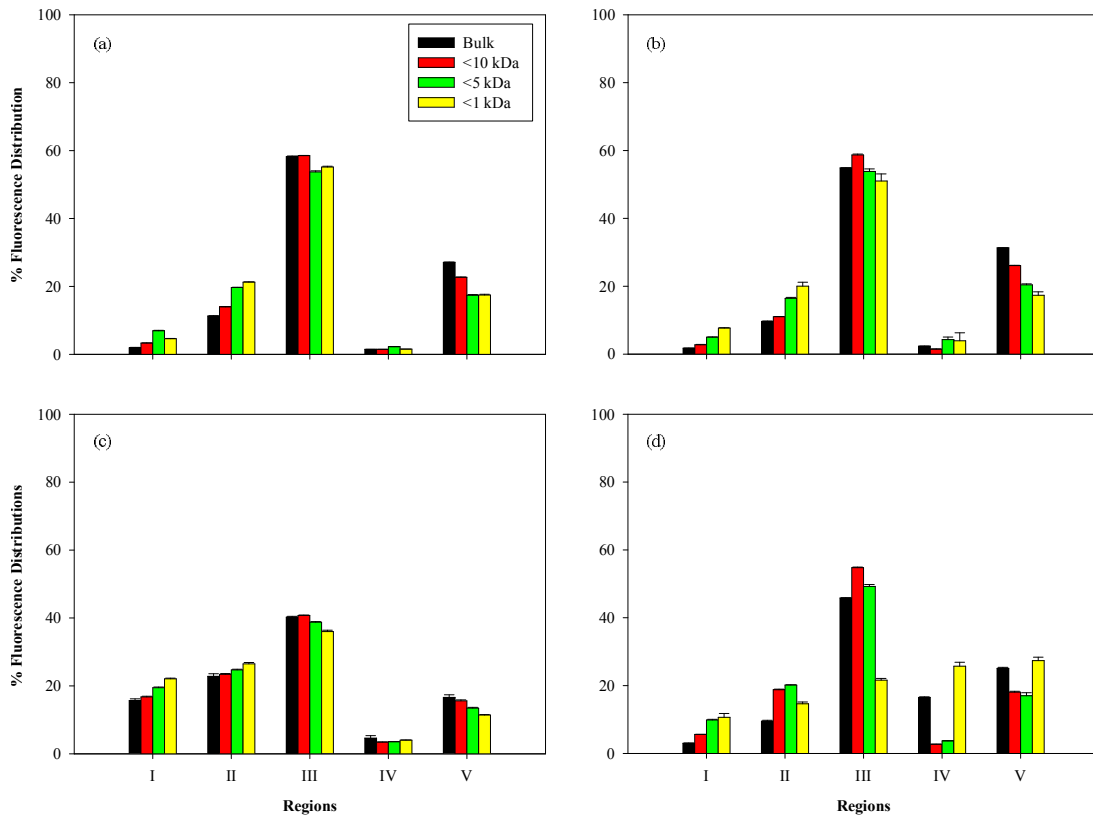 % Fluorescence Distribution
100
80
60
40
20
0
(a)
Bulk
<10 kDa
<5 kDa
<1 kDa
100
80
60
40
20
0
(b)
% Fluorescence Distributions
100
80
60
40
20
0
(c)
I II III IV V
Regions
100
80
60
40
20
0
(d)
I II III IV V
Regions